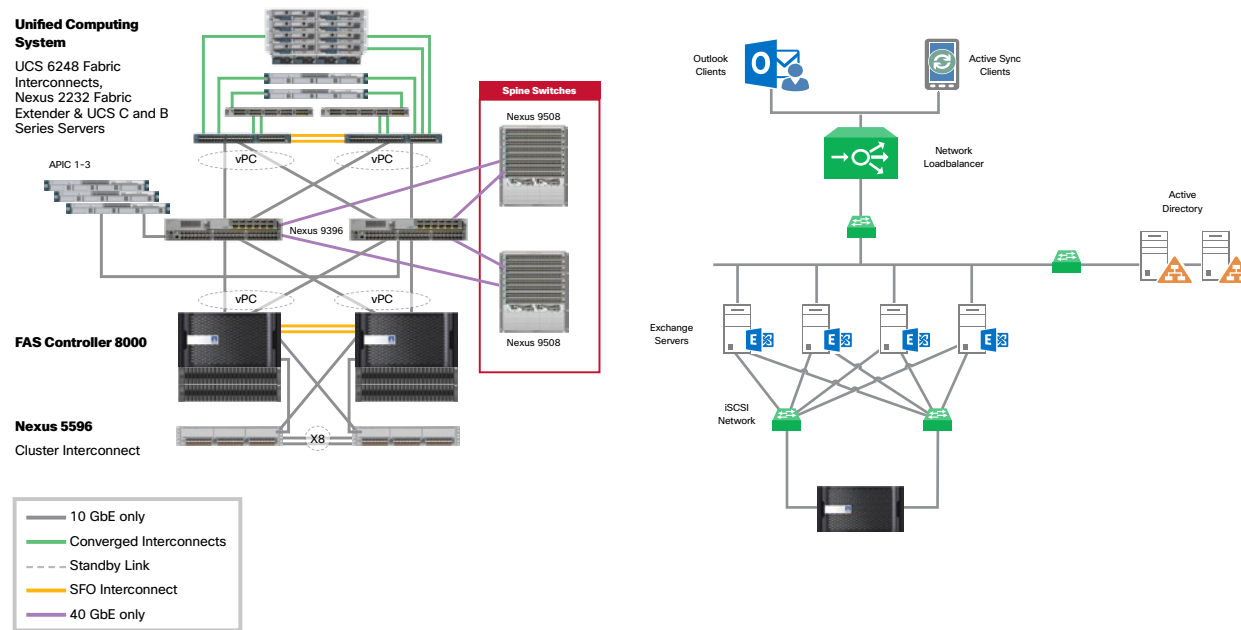 Unified Computing
System
UCS 6248 Fabric
Interconnects,
Nexus 2232 Fabric
Extender & UCS C and B
Series Servers
Spine Switches
Nexus 9508
vPC
vPC
APIC 1-3
Nexus 9396
vPC
vPC
Nexus 9508
FAS Controller 8000
Nexus 5596
Cluster Interconnect
X8
10 GbE only
Converged Interconnects
Standby Link
SFO Interconnect
40 GbE only
Outlook
Clients
Active Sync
Clients
Network
Loadbalancer
Active
Directory
Exchange
Servers
iSCSI
Network